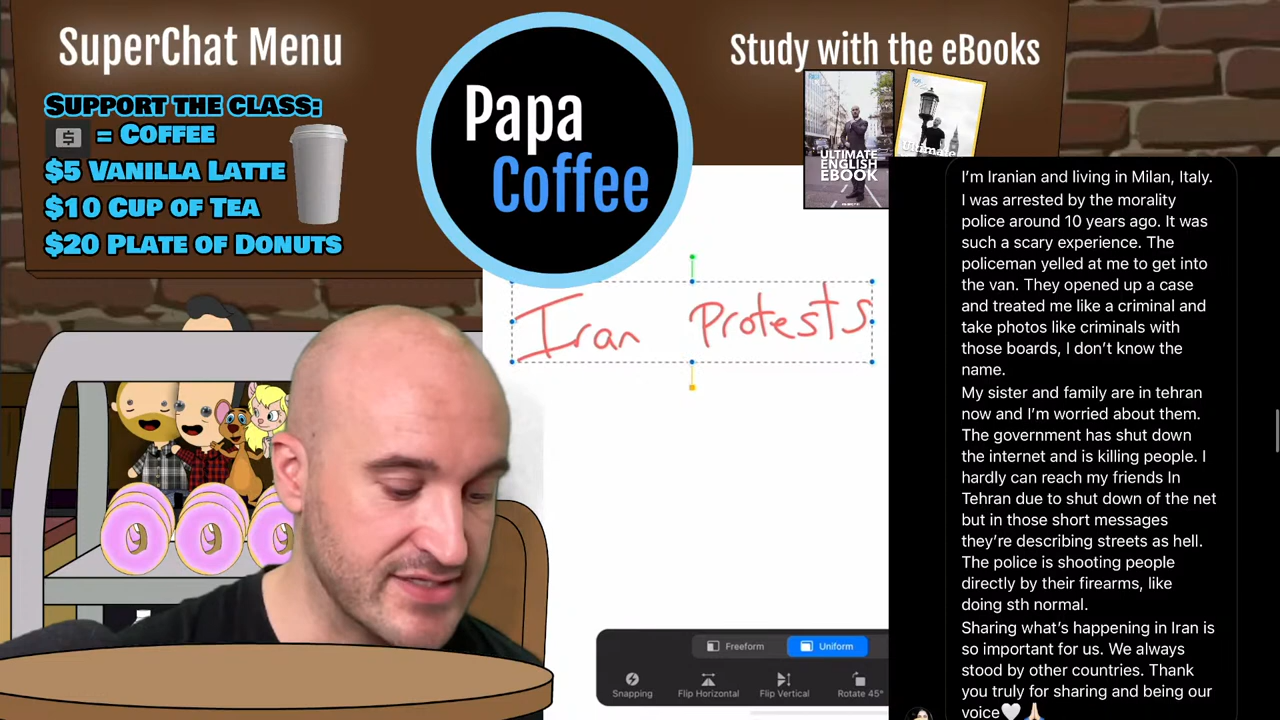 SuperChat Menu
SUPPORT THE CLASS:
$ = COFFEE
$5 VANILLA LATTE
$10 CUP OF TEA
$20 PLATE OF DONUTS
Papa
Coffee
Study with the eBooks
ULTIMATE
ENGLISH
EBOOK
Ultimate
Iran Protests
I'm Iranian and living in Milan, Italy.
I was arrested by the morality
police around 10 years ago. It was
such a scary experience. The
policeman yelled at me to get into
the van. They opened up a case
and treated me like a criminal and
take photos like criminals with
those boards, I don't know the
name.
My sister and family are in tehran
now and I'm worried about them.
The government has shut down
the internet and is killing people. I
hardly can reach my friends In
Tehran due to shut down of the net
but in those short messages
they're describing streets as hell.
The police is shooting people
directly by their firearms, like
doing sth normal.
Sharing what's happening in Iran is
so important for us. We always
stood by other countries. Thank
you truly for sharing and being our
voice🤍🙏🏻
Freeform
Uniform
Snapping
Flip Horizontal
Flip Vertical
Rotate 45°